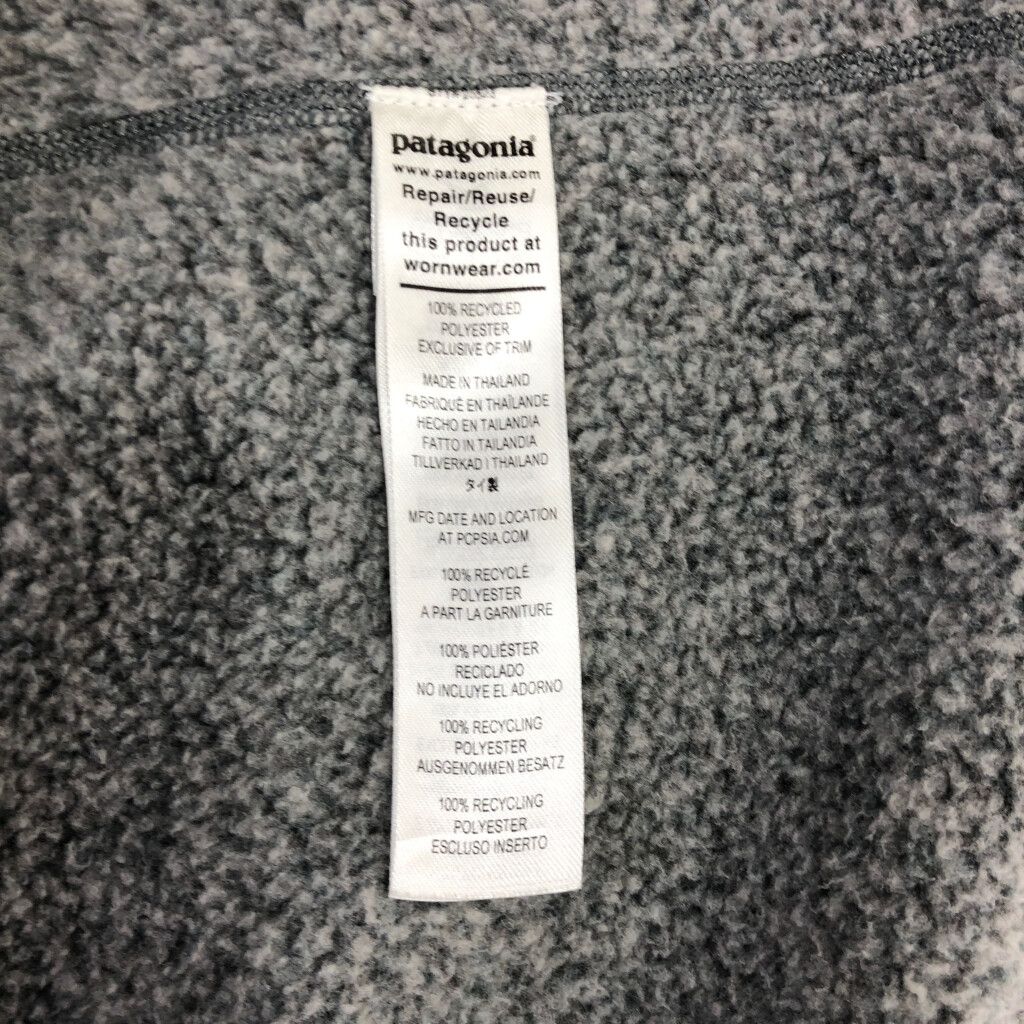 patagonia®
www.patagonia.com
Repair/Reuse/
Recycle
this product at
wornwear.com
100% RECYCLED
POLYESTER
EXCLUSIVE OF TRIM
MADE IN THAILAND
FABRIQUÉ EN THAÏLANDE
HECHO EN TAILANDIA
FATTO IN TAILANDIA
TILLVERKAD I THAILAND
タイ製
MFG DATE AND LOCATION
AT PCPSIA.COM
100% RECYCLÉ
POLYESTER
A PART LA GARNITURE
100% POLIÉSTER
RECICLADO
NO INCLUYE EL ADORNO
100% RECYCLING
POLYESTER
AUSGENOMMEN BESATZ
100% RECYCLING
POLYESTER
ESCLUSO INSERTO